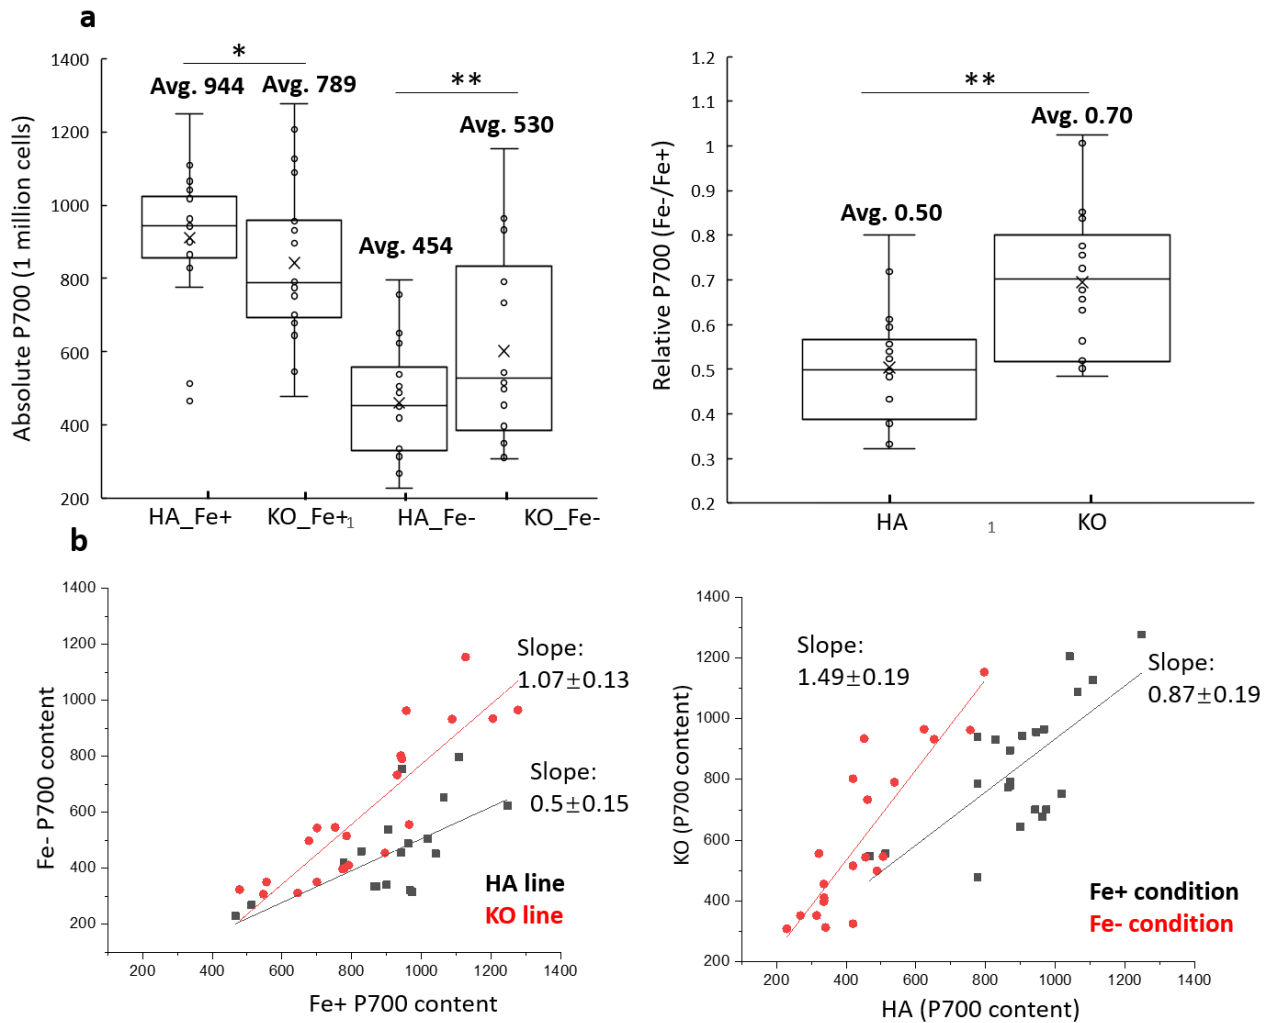 a
Absolute P700 (1 million cells)
1400
1200
1000
800
600
400
200
*
**
Avg. 944
Avg. 789
Avg. 454
Avg. 530
HA_Fe+
KO_Fe+
1
HA_Fe-
KO_Fe-
Relative P700 (Fe-/Fe+)
1.2
1.1
1
0.9
0.8
0.7
0.6
0.5
0.4
0.3
0.2
**
Avg. 0.50
Avg. 0.70
HA
1
KO
b
Fe- P700 content
1400
1200
1000
800
600
400
200
Slope:
1.07±0.13
Slope:
0.5±0.15
HA line
KO line
200
400
600
800
1000
1200
1400
Fe+ P700 content
KO (P700 content)
1400
1200
1000
800
600
400
200
Slope:
1.49±0.19
Slope:
0.87±0.19
Fe+ condition
Fe- condition
200
400
600
800
1000
1200
1400
HA (P700 content)